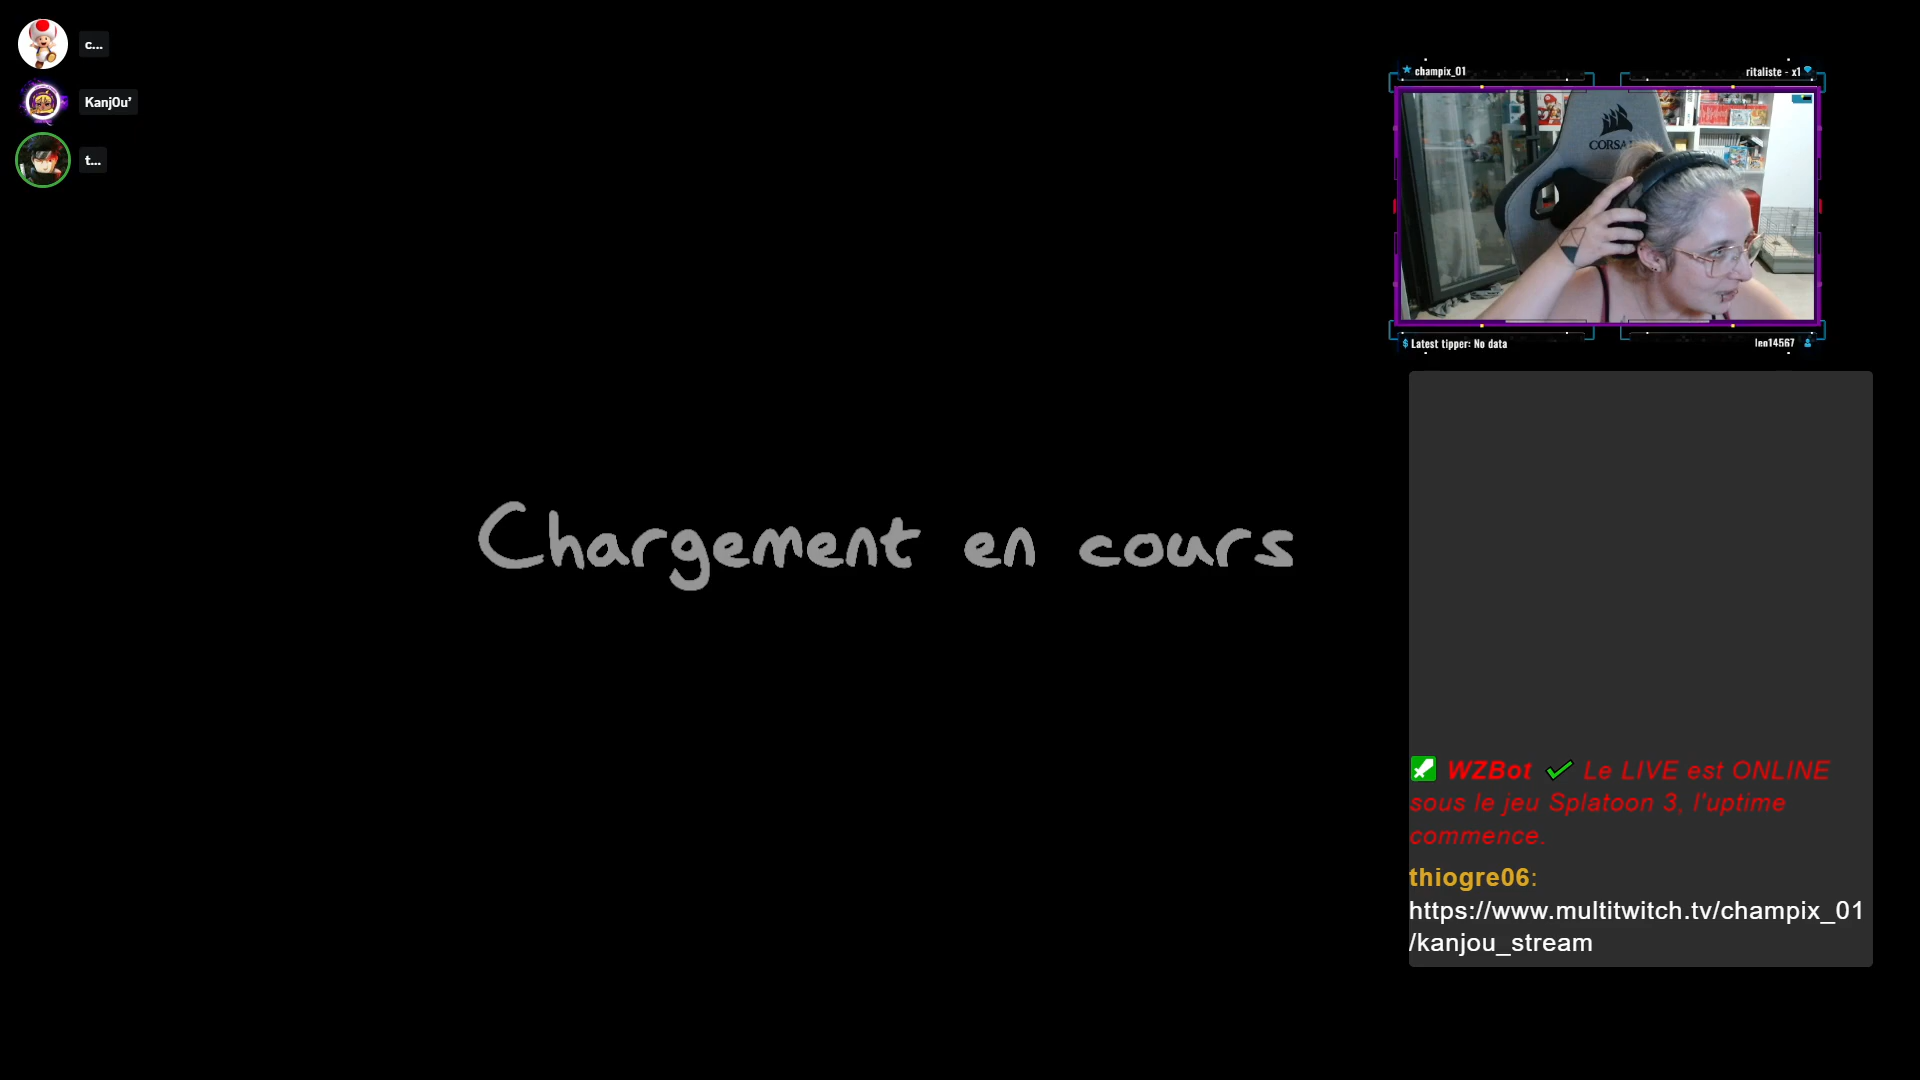 c...
KanjOu'
t...
champix_01
ritaliste - x1
CORSA
Latest tipper: No data
leo14567
Chargement en cours
WZBot Le LIVE est ONLINE
sous le jeu Splatoon 3, l'uptime
commence.
thiogre06:
https://www.multitwitch.tv/champix_01
/kanjou_stream